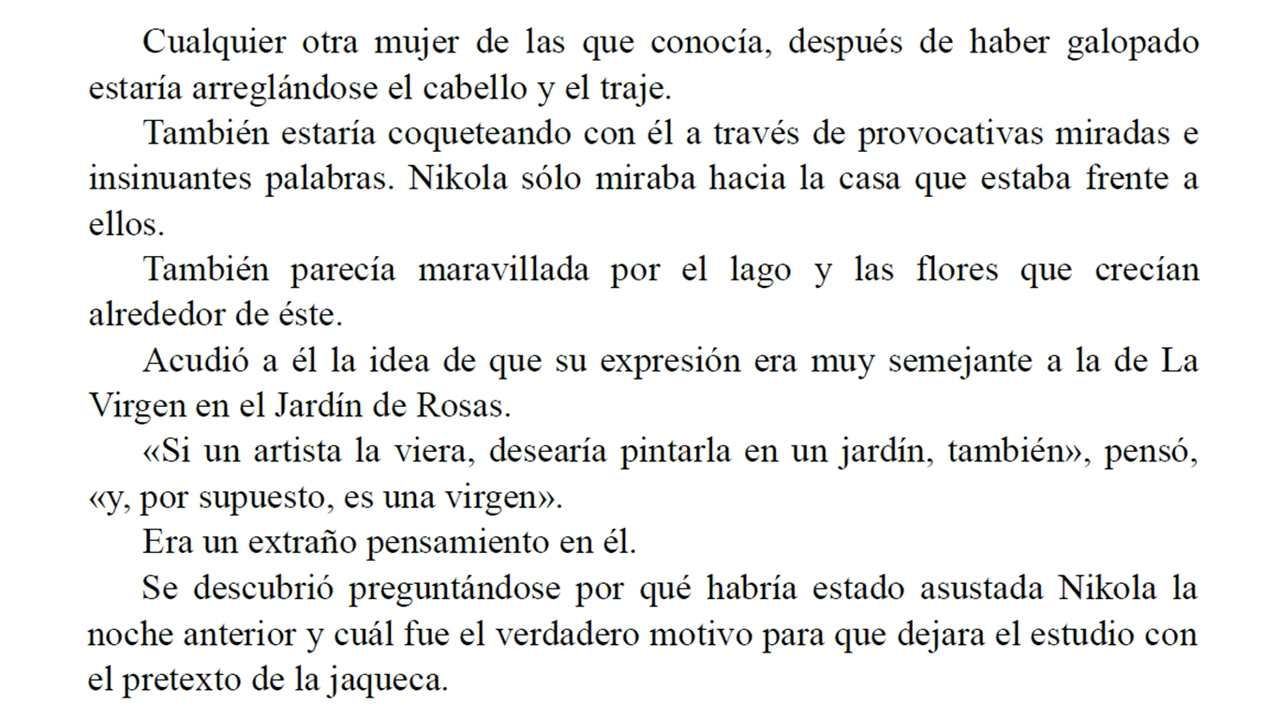 Cualquier otra mujer de las que conocía, después de haber galopado
estaría arreglándose el cabello y el traje.
También estaría coqueteando con él a través de provocativas miradas e
insinuantes palabras. Nikola sólo miraba hacia la casa que estaba frente a
ellos.
También parecía maravillada por el lago y las flores que crecían
alrededor de éste.
Acudió a él la idea de que su expresión era muy semejante a la de La
Virgen en el Jardín de Rosas.
«Si un artista la viera, desearía pintarla en un jardín, también», pensó,
«y, por supuesto, es una virgen».
Era un extraño pensamiento en él.
Se descubrió preguntándose por qué habría estado asustada Nikola la
noche anterior y cuál fue el verdadero motivo para que dejara el estudio con
el pretexto de la jaqueca.